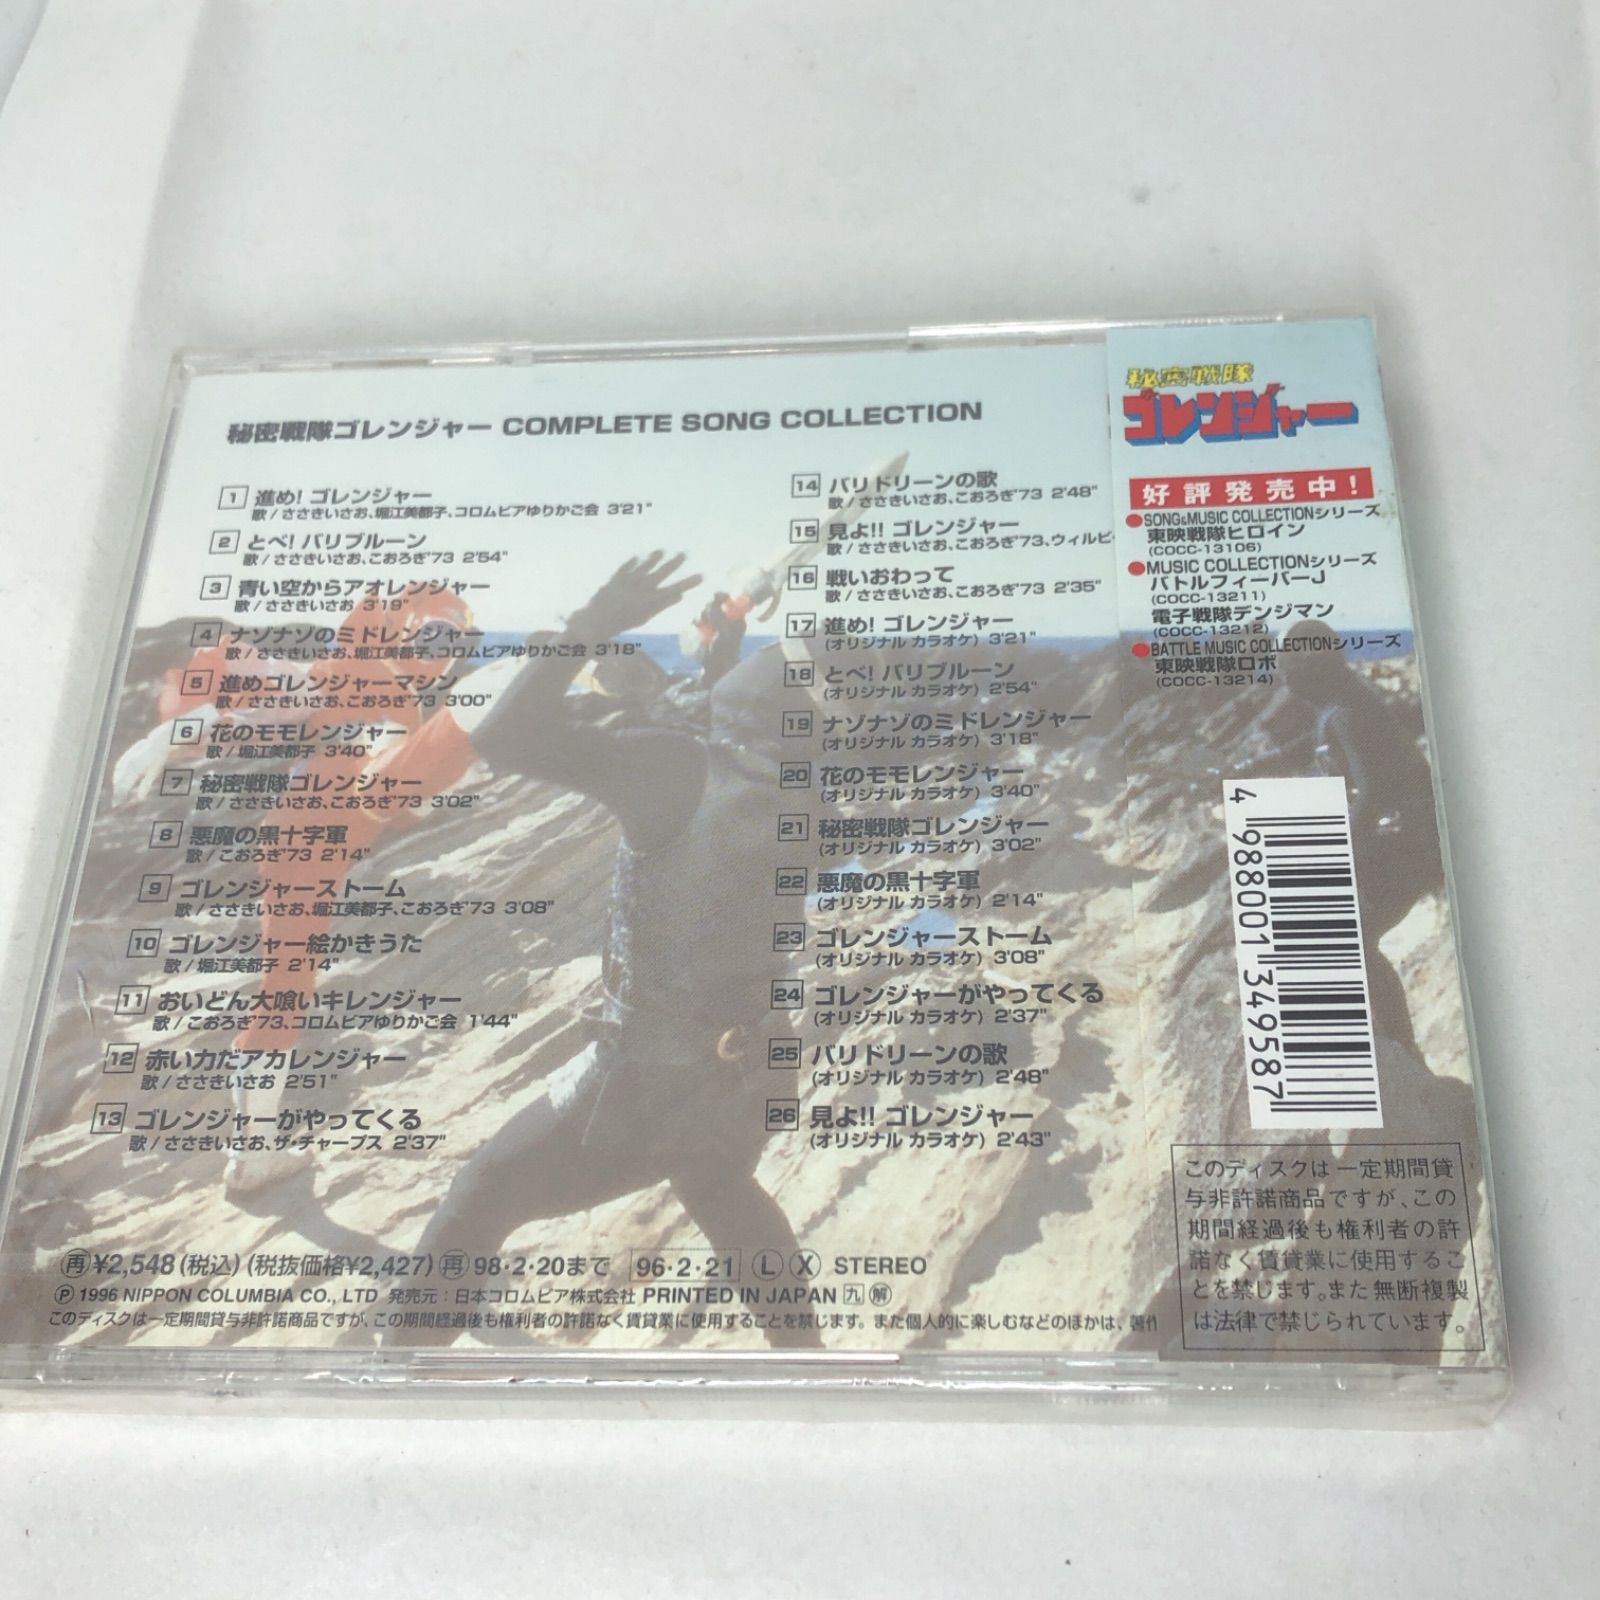 秘密戦隊ゴレンジャー COMPLETE SONG COLLECTION
1 進め! ゴレンジャー
歌/ささきいさお、堀江美都子、コロムビアゆりかご会 3'21"
2 とべ! バリブルーン
歌/ささきいさお、こおろぎ'73 2'54"
3 青い空からアオレンジャー
歌/ささきいさお 3'19"
4 ナゾナゾのミドレンジャー
歌/ささきいさお、堀江美都子、コロムビアゆりかご会 3'18"
5 進めゴレンジャーマシン
歌/ささきいさお、こおろぎ'73 3'00"
6 花のモモレンジャー
歌/堀江美都子 3'40"
7 秘密戦隊ゴレンジャー
歌/ささきいさお、こおろぎ'73 3'02"
8 悪魔の黒十字軍
歌/こおろぎ'73 2'14"
9 ゴレンジャーストーム
歌/ささきいさお、堀江美都子、こおろぎ'73 3'08"
10 ゴレンジャー絵かきうた
歌/堀江美都子 2'14"
11 おいどん大喰いキレンジャー
歌/こおろぎ'73、コロムビアゆりかご会 1'44"
12 赤い力だアカレンジャー
歌/ささきいさお 2'51"
13 ゴレンジャーがやってくる
歌/ささきいさお、ザ・チャープス 2'37"
14 バリドリーンの歌
歌/ささきいさお、こおろぎ'73 2'48"
15 見よ!! ゴレンジャー
歌/ささきいさお、こおろぎ'73、ウィルビー
16 戦いおわって
歌/ささきいさお、こおろぎ'73 2'35"
17 進め! ゴレンジャー
(オリジナル カラオケ) 3'21"
18 とべ! バリブルーン
(オリジナル カラオケ) 2'54"
19 ナゾナゾのミドレンジャー
(オリジナル カラオケ) 3'18"
20 花のモモレンジャー
(オリジナル カラオケ) 3'40"
21 秘密戦隊ゴレンジャー
(オリジナル カラオケ) 3'02"
22 悪魔の黒十字軍
(オリジナル カラオケ) 2'14"
23 ゴレンジャーストーム
(オリジナル カラオケ) 3'08"
24 ゴレンジャーがやってくる
(オリジナル カラオケ) 2'37"
25 バリドリーンの歌
(オリジナル カラオケ) 2'48"
26 見よ!! ゴレンジャー
(オリジナル カラオケ) 2'43"
再 ¥2,548(税込)(税抜価格¥2,427) 再 98・2・20まで 96・2・21 L X STEREO
Ⓟ 1996 NIPPON COLUMBIA CO., LTD 発売元:日本コロムビア株式会社 PRINTED IN JAPAN 九 解
このディスクは一定期間貸与非許諾商品ですが、この期間経過後も権利者の許諾なく賃貸業に使用することを禁じます。また個人的に楽しむなどのほかは、著作
秘密戦隊
ゴレンジャー
好評発売中!
●SONG&MUSIC COLLECTIONシリーズ
東映戦隊ヒロイン
(COCC-13106)
●MUSIC COLLECTIONシリーズ
バトルフィーバーJ
(COCC-13211)
電子戦隊デンジマン
(COCC-13212)
●BATTLE MUSIC COLLECTIONシリーズ
東映戦隊ロボ
(COCC-13214)
4 988001 349587
このディスクは一定期間貸
与非許諾商品ですが、この
期間経過後も権利者の許
諾なく賃貸業に使用するこ
とを禁じます。また無断複製
は法律で禁じられています。